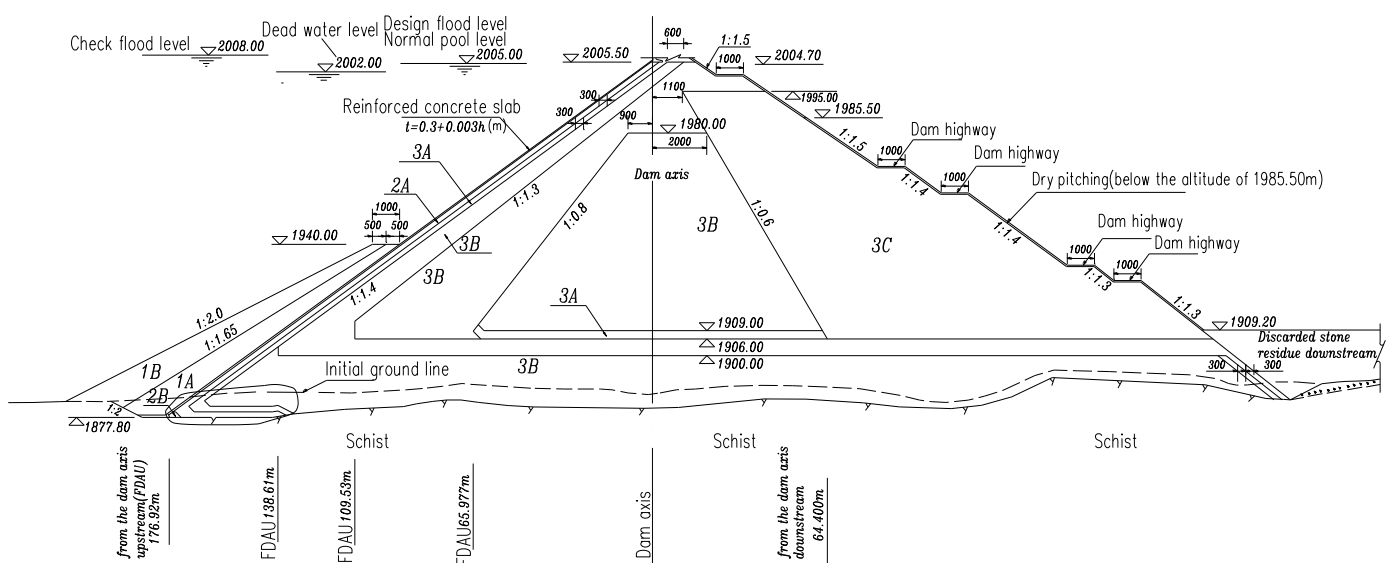 Check flood level
2008.00
Dead water level
2002.00
Design flood level
Normal pool level
2005.00
2005.50
600
1:1.5
1000
2004.70
300
1100
1995.00
1985.50
Reinforced concrete slab
t=0.3+0.003h(m)
300
900
1980.00
2000
Dam axis
1:1.5
1000
Dam highway
1:1.4
1000
Dam highway
Dry pitching(below the altitude of 1985.50m)
3A
2A
1:1.3
1:0.8
3B
1:0.6
1:1.4
1000
500
500
1940.00
3B
3B
3C
1000
Dam highway
1:1.3
1000
Dam highway
1:1.4
1:1.3
3A
1:2.0
1:1.65
1909.00
1906.00
1900.00
1909.20
Discarded stone
residue downstream
300
300
1B
1A
2B
3B
Initial ground line
1:2
1877.80
Schist
Schist
Schist
from the dam axis
upstream(FDAU)
176.92m
FDAU138.61m
FDAU109.53m
FDAU65.977m
Dam axis
from the dam axis
downstream
64.400m